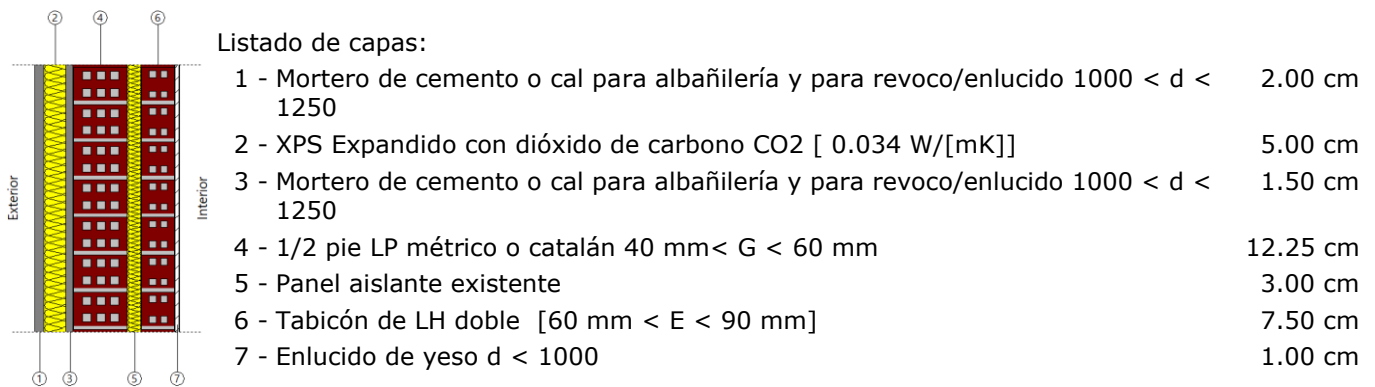 ② ④ ⑥
Listado de capas:
1 - Mortero de cemento o cal para albañilería y para revoco/enlucido 1000 < d < 2.00 cm
1250
2 - XPS Expandido con dióxido de carbono CO2 [ 0.034 W/[mK]] 5.00 cm
3 - Mortero de cemento o cal para albañilería y para revoco/enlucido 1000 < d < 1.50 cm
1250
4 - 1/2 pie LP métrico o catalán 40 mm< G < 60 mm 12.25 cm
5 - Panel aislante existente 3.00 cm
6 - Tabicón de LH doble [60 mm < E < 90 mm] 7.50 cm
7 - Enlucido de yeso d < 1000 1.00 cm
Exterior
Interior
① ③ ⑤ ⑦